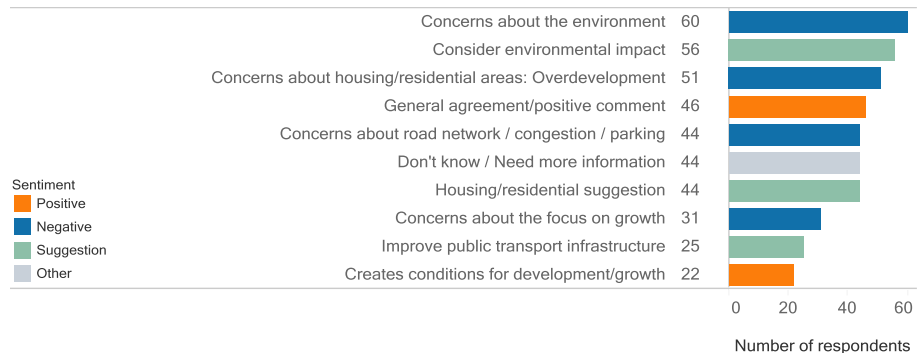 Concerns about the environment 60
Consider environmental impact 56
Concerns about housing/residential areas: Overdevelopment 51
General agreement/positive comment 46
Concerns about road network / congestion / parking 44
Don't know / Need more information 44
Housing/residential suggestion 44
Concerns about the focus on growth 31
Improve public transport infrastructure 25
Creates conditions for development/growth 22
Sentiment
Positive
Negative
Suggestion
Other
0 20 40 60
Number of respondents